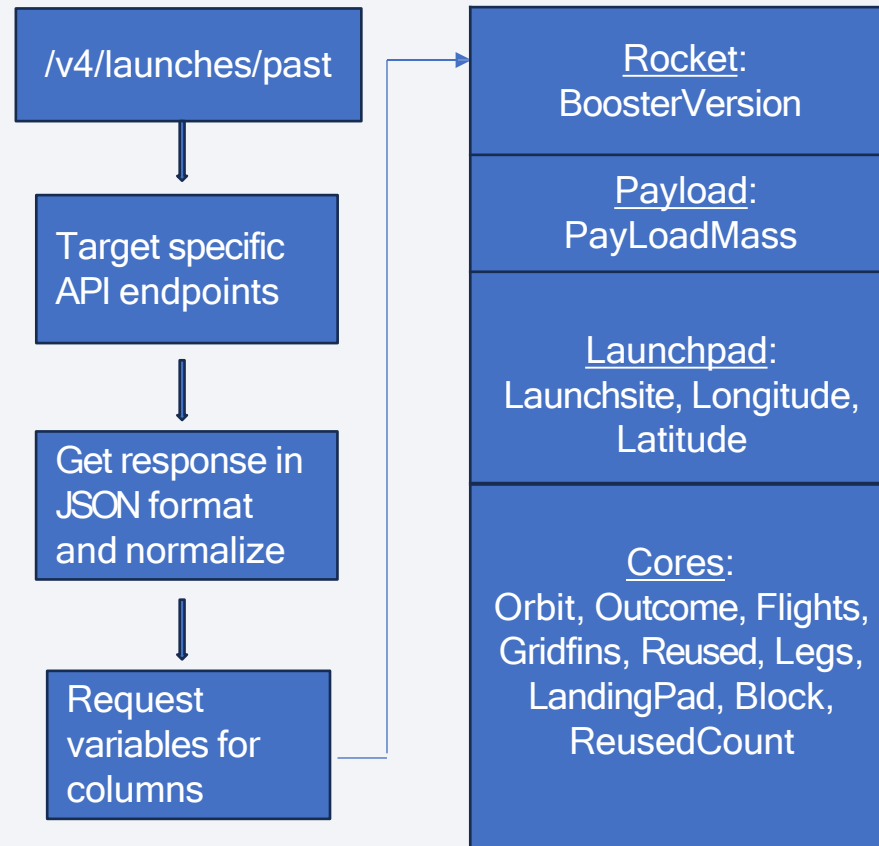 /v4/launches/past
Target specific
API endpoints
Get response in
JSON format
and normalize
Request
variables for
columns
Rocket:
BoosterVersion
Payload:
PayLoadMass
Launchpad:
Launchsite, Longitude,
Latitude
Cores:
Orbit, Outcome, Flights,
Gridfins, Reused, Legs,
LandingPad, Block,
ReusedCount